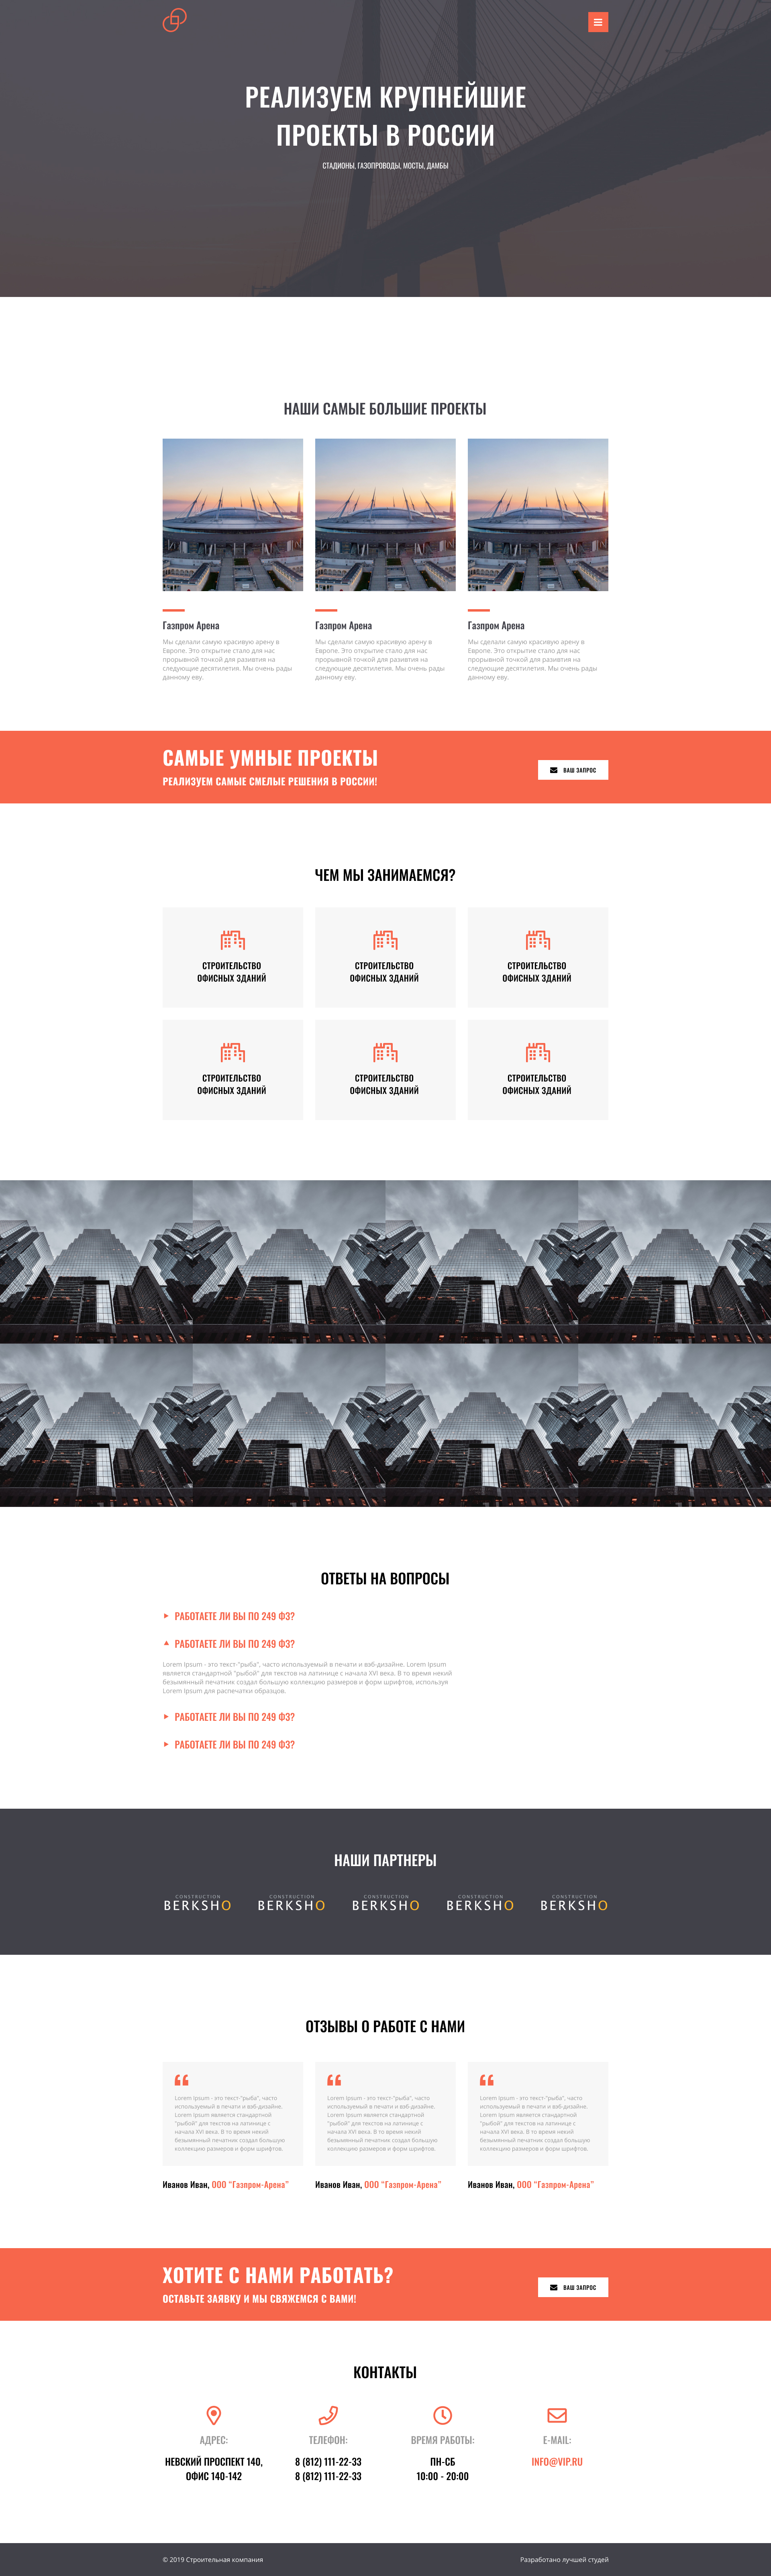 РЕАЛИЗУЕМ КРУПНЕЙШИЕ
ПРОЕКТЫ В РОССИИ
СТАДИОНЫ, ГАЗОПРОВОДЫ, МОСТЫ, ДАМБЫ
НАШИ САМЫЕ БОЛЬШИЕ ПРОЕКТЫ
Газпром Арена
Мы сделали самую красивую арену в
Европе. Это открытие стало для нас
прорывной точкой для развития на
следующие десятилетия. Мы очень рады
данному еву.
Газпром Арена
Мы сделали самую красивую арену в
Европе. Это открытие стало для нас
прорывной точкой для развития на
следующие десятилетия. Мы очень рады
данному еву.
Газпром Арена
Мы сделали самую красивую арену в
Европе. Это открытие стало для нас
прорывной точкой для развития на
следующие десятилетия. Мы очень рады
данному еву.
САМЫЕ УМНЫЕ ПРОЕКТЫ
РЕАЛИЗУЕМ САМЫЕ СМЕЛЫЕ РЕШЕНИЯ В РОССИИ!
ВАШ ЗАПРОС
ЧЕМ МЫ ЗАНИМАЕМСЯ?
СТРОИТЕЛЬСТВО
ОФИСНЫХ ЗДАНИЙ
СТРОИТЕЛЬСТВО
ОФИСНЫХ ЗДАНИЙ
СТРОИТЕЛЬСТВО
ОФИСНЫХ ЗДАНИЙ
СТРОИТЕЛЬСТВО
ОФИСНЫХ ЗДАНИЙ
СТРОИТЕЛЬСТВО
ОФИСНЫХ ЗДАНИЙ
СТРОИТЕЛЬСТВО
ОФИСНЫХ ЗДАНИЙ
ОТВЕТЫ НА ВОПРОСЫ
РАБОТАЕТЕ ЛИ ВЫ ПО 249 ФЗ?
РАБОТАЕТЕ ЛИ ВЫ ПО 249 ФЗ?
Lorem Ipsum - это текст-"рыба", часто используемый в печати и вэб-дизайне. Lorem Ipsum
является стандартной "рыбой" для текстов на латинице с начала XVI века. В то время некий
безымянный печатник создал большую коллекцию размеров и форм шрифтов, используя
Lorem Ipsum для распечатки образцов.
РАБОТАЕТЕ ЛИ ВЫ ПО 249 ФЗ?
РАБОТАЕТЕ ЛИ ВЫ ПО 249 ФЗ?
НАШИ ПАРТНЕРЫ
CONSTRUCTION
BERKSHO
CONSTRUCTION
BERKSHO
CONSTRUCTION
BERKSHO
CONSTRUCTION
BERKSHO
CONSTRUCTION
BERKSHO
ОТЗЫВЫ О РАБОТЕ С НАМИ
Lorem Ipsum - это текст-"рыба", часто
используемый в печати и вэб-дизайне.
Lorem Ipsum является стандартной
"рыбой" для текстов на латинице с
начала XVI века. В то время некий
безымянный печатник создал большую
коллекцию размеров и форм шрифтов.
Иванов Иван, ООО "Газпром-Арена"
Lorem Ipsum - это текст-"рыба", часто
используемый в печати и вэб-дизайне.
Lorem Ipsum является стандартной
"рыбой" для текстов на латинице с
начала XVI века. В то время некий
безымянный печатник создал большую
коллекцию размеров и форм шрифтов.
Иванов Иван, ООО "Газпром-Арена"
Lorem Ipsum - это текст-"рыба", часто
используемый в печати и вэб-дизайне.
Lorem Ipsum является стандартной
"рыбой" для текстов на латинице с
начала XVI века. В то время некий
безымянный печатник создал большую
коллекцию размеров и форм шрифтов.
Иванов Иван, ООО "Газпром-Арена"
ХОТИТЕ С НАМИ РАБОТАТЬ?
ОСТАВЬТЕ ЗАЯВКУ И МЫ СВЯЖЕМСЯ С ВАМИ!
ВАШ ЗАПРОС
КОНТАКТЫ
АДРЕС:
НЕВСКИЙ ПРОСПЕКТ 140,
ОФИС 140-142
ТЕЛЕФОН:
8 (812) 111-22-33
8 (812) 111-22-33
ВРЕМЯ РАБОТЫ:
ПН-СБ
10:00 - 20:00
E-MAIL:
INFO@VIP.RU
© 2019 Строительная компания
Разработано лучшей студей